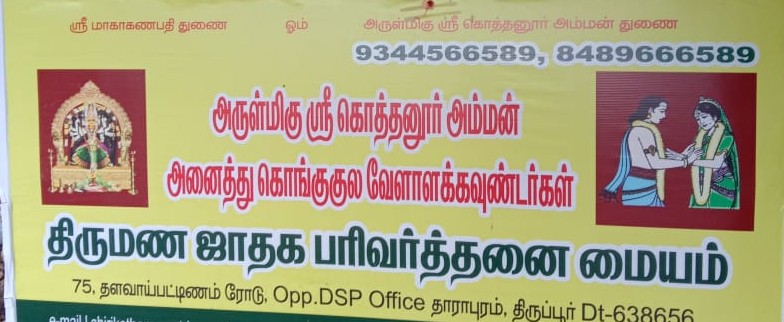 ஸ்ரீ மாகாகணபதி துணை ஓம் அருள்மிகு ஸ்ரீ கொத்தனூர் அம்மன் துணை
9344566589, 8489666589
அருள்மிகு ஸ்ரீ கொத்தனூர் அம்மன்
அனைத்து கொங்குகுல வேளாளக்கவுண்டர்கள்
திருமண ஜாதக பரிவர்த்தனை மையம்
75, தளவாய்பட்டிணம் ரோடு, Opp.DSP Office தாராபுரம், திருப்பூர் Dt-638656
e-mail